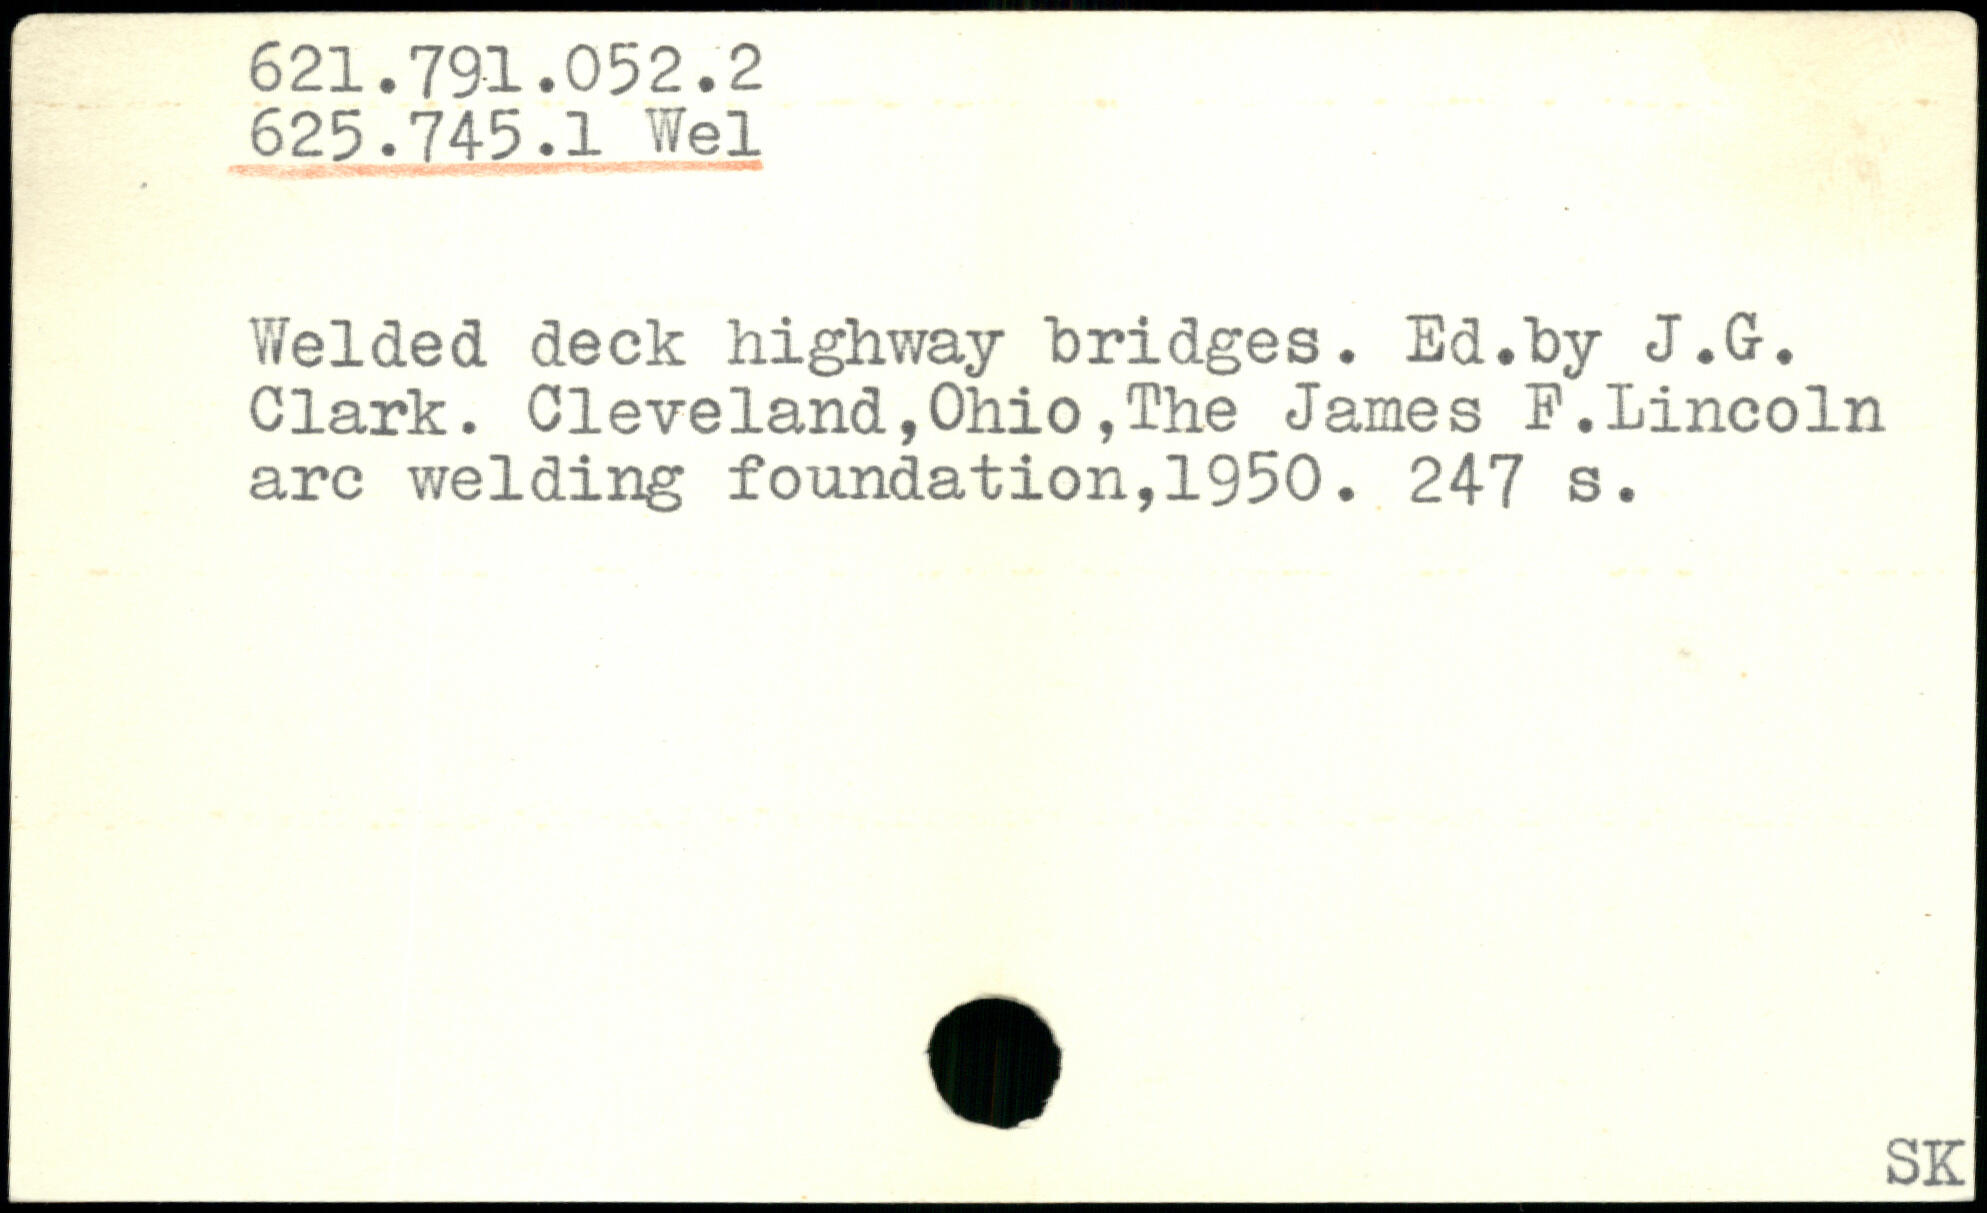 621.791.052.2
625.745.1 Wel
Welded deck highway bridges. Ed.by J.G.
Clark. Cleveland,Ohio,The James F.Lincoln
arc welding foundation,1950. 247 s.
SK